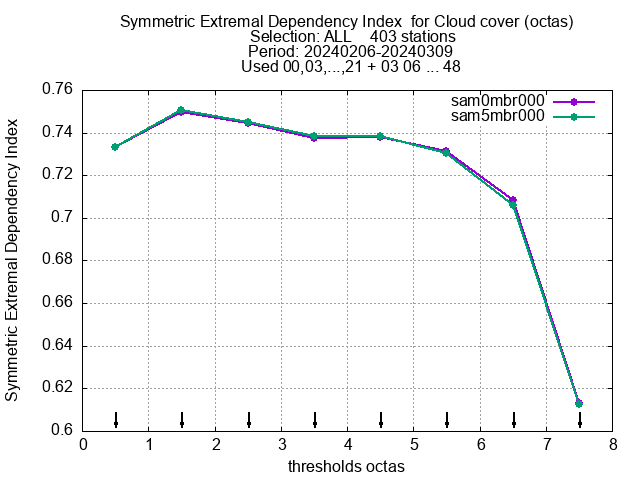 Symmetric Extremal Dependency Index  for Cloud cover (octas)
Selection: ALL    403 stations
Period: 20240206-20240309
Used 00,03,...,21 + 03 06 ... 48
sam0mbr000
sam5mbr000
Symmetric Extremal Dependency Index
0.76
0.74
0.72
0.7
0.68
0.66
0.64
0.62
0.6
0 1 2 3 4 5 6 7 8
thresholds octas